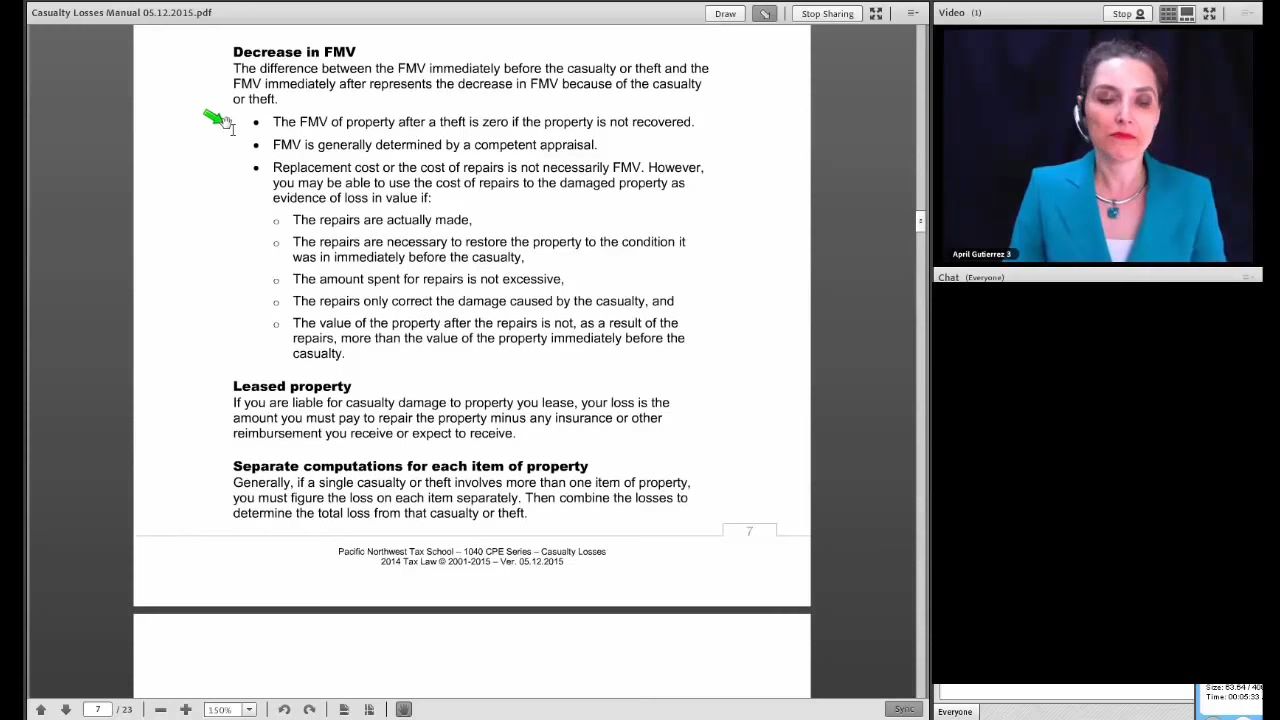 Casualty Losses Manual 05.12.2015.pdf
Draw
Stop Sharing
Decrease in FMV
The difference between the FMV immediately before the casualty or theft and the
FMV immediately after represents the decrease in FMV because of the casualty
or theft.
• The FMV of property after a theft is zero if the property is not recovered.
• FMV is generally determined by a competent appraisal.
• Replacement cost or the cost of repairs is not necessarily FMV. However,
you may be able to use the cost of repairs to the damaged property as
evidence of loss in value if:
o The repairs are actually made,
o The repairs are necessary to restore the property to the condition it
was in immediately before the casualty,
o The amount spent for repairs is not excessive,
o The repairs only correct the damage caused by the casualty, and
o The value of the property after the repairs is not, as a result of the
repairs, more than the value of the property immediately before the
casualty.
Leased property
If you are liable for casualty damage to property you lease, your loss is the
amount you must pay to repair the property minus any insurance or other
reimbursement you receive or expect to receive.
Separate computations for each item of property
Generally, if a single casualty or theft involves more than one item of property,
you must figure the loss on each item separately. Then combine the losses to
determine the total loss from that casualty or theft.
7
Pacific Northwest Tax School – 1040 CPE Series – Casualty Losses
2014 Tax Law © 2001-2015 – Ver. 05.12.2015
7 / 23
150%
Sync
Video (1)
Stop
April Gutierrez 3
Chat (Everyone)
Everyone
Time: 00:05:33